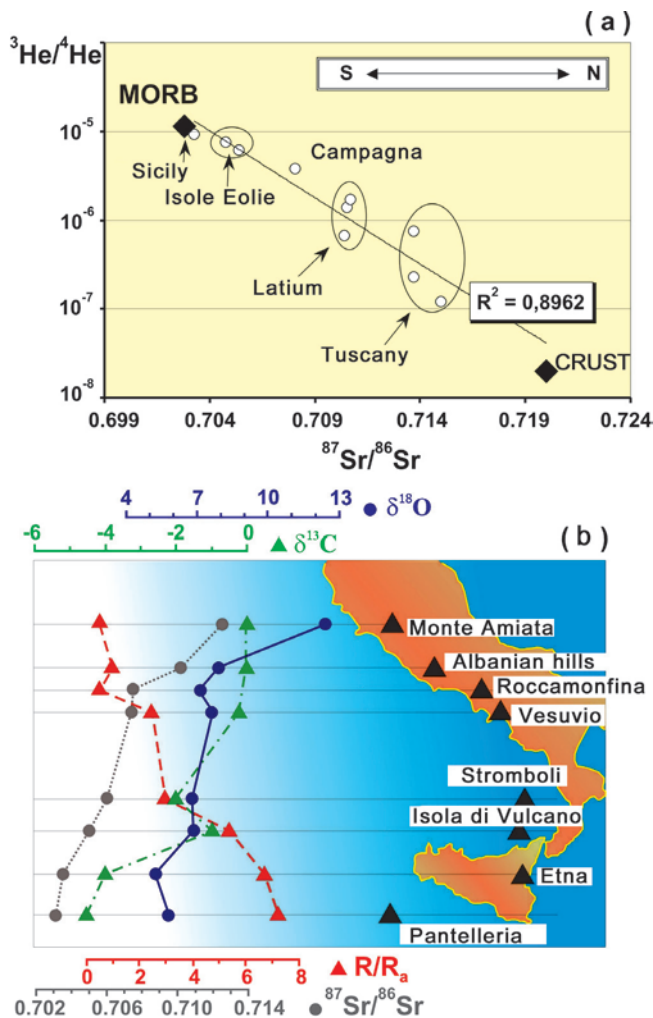 ( a )
³He/⁴He
S N
MORB
10⁻⁵
Sicily
Isole Eolie
Campagna
10⁻⁶
Latium
10⁻⁷
R² = 0,8962
Tuscany
CRUST
10⁻⁸
0.699 0.704 0.709 0.714 0.719 0.724
⁸⁷Sr/⁸⁶Sr
4 7 10 13 δ¹⁸O
-6 -4 -2 0 δ¹³C
( b )
Monte Amiata
Albanian hills
Roccamonfina
Vesuvio
Stromboli
Isola di Vulcano
Etna
Pantelleria
0 2 4 6 8 R/Rₐ
0.702 0.706 0.710 0.714 ⁸⁷Sr/⁸⁶Sr